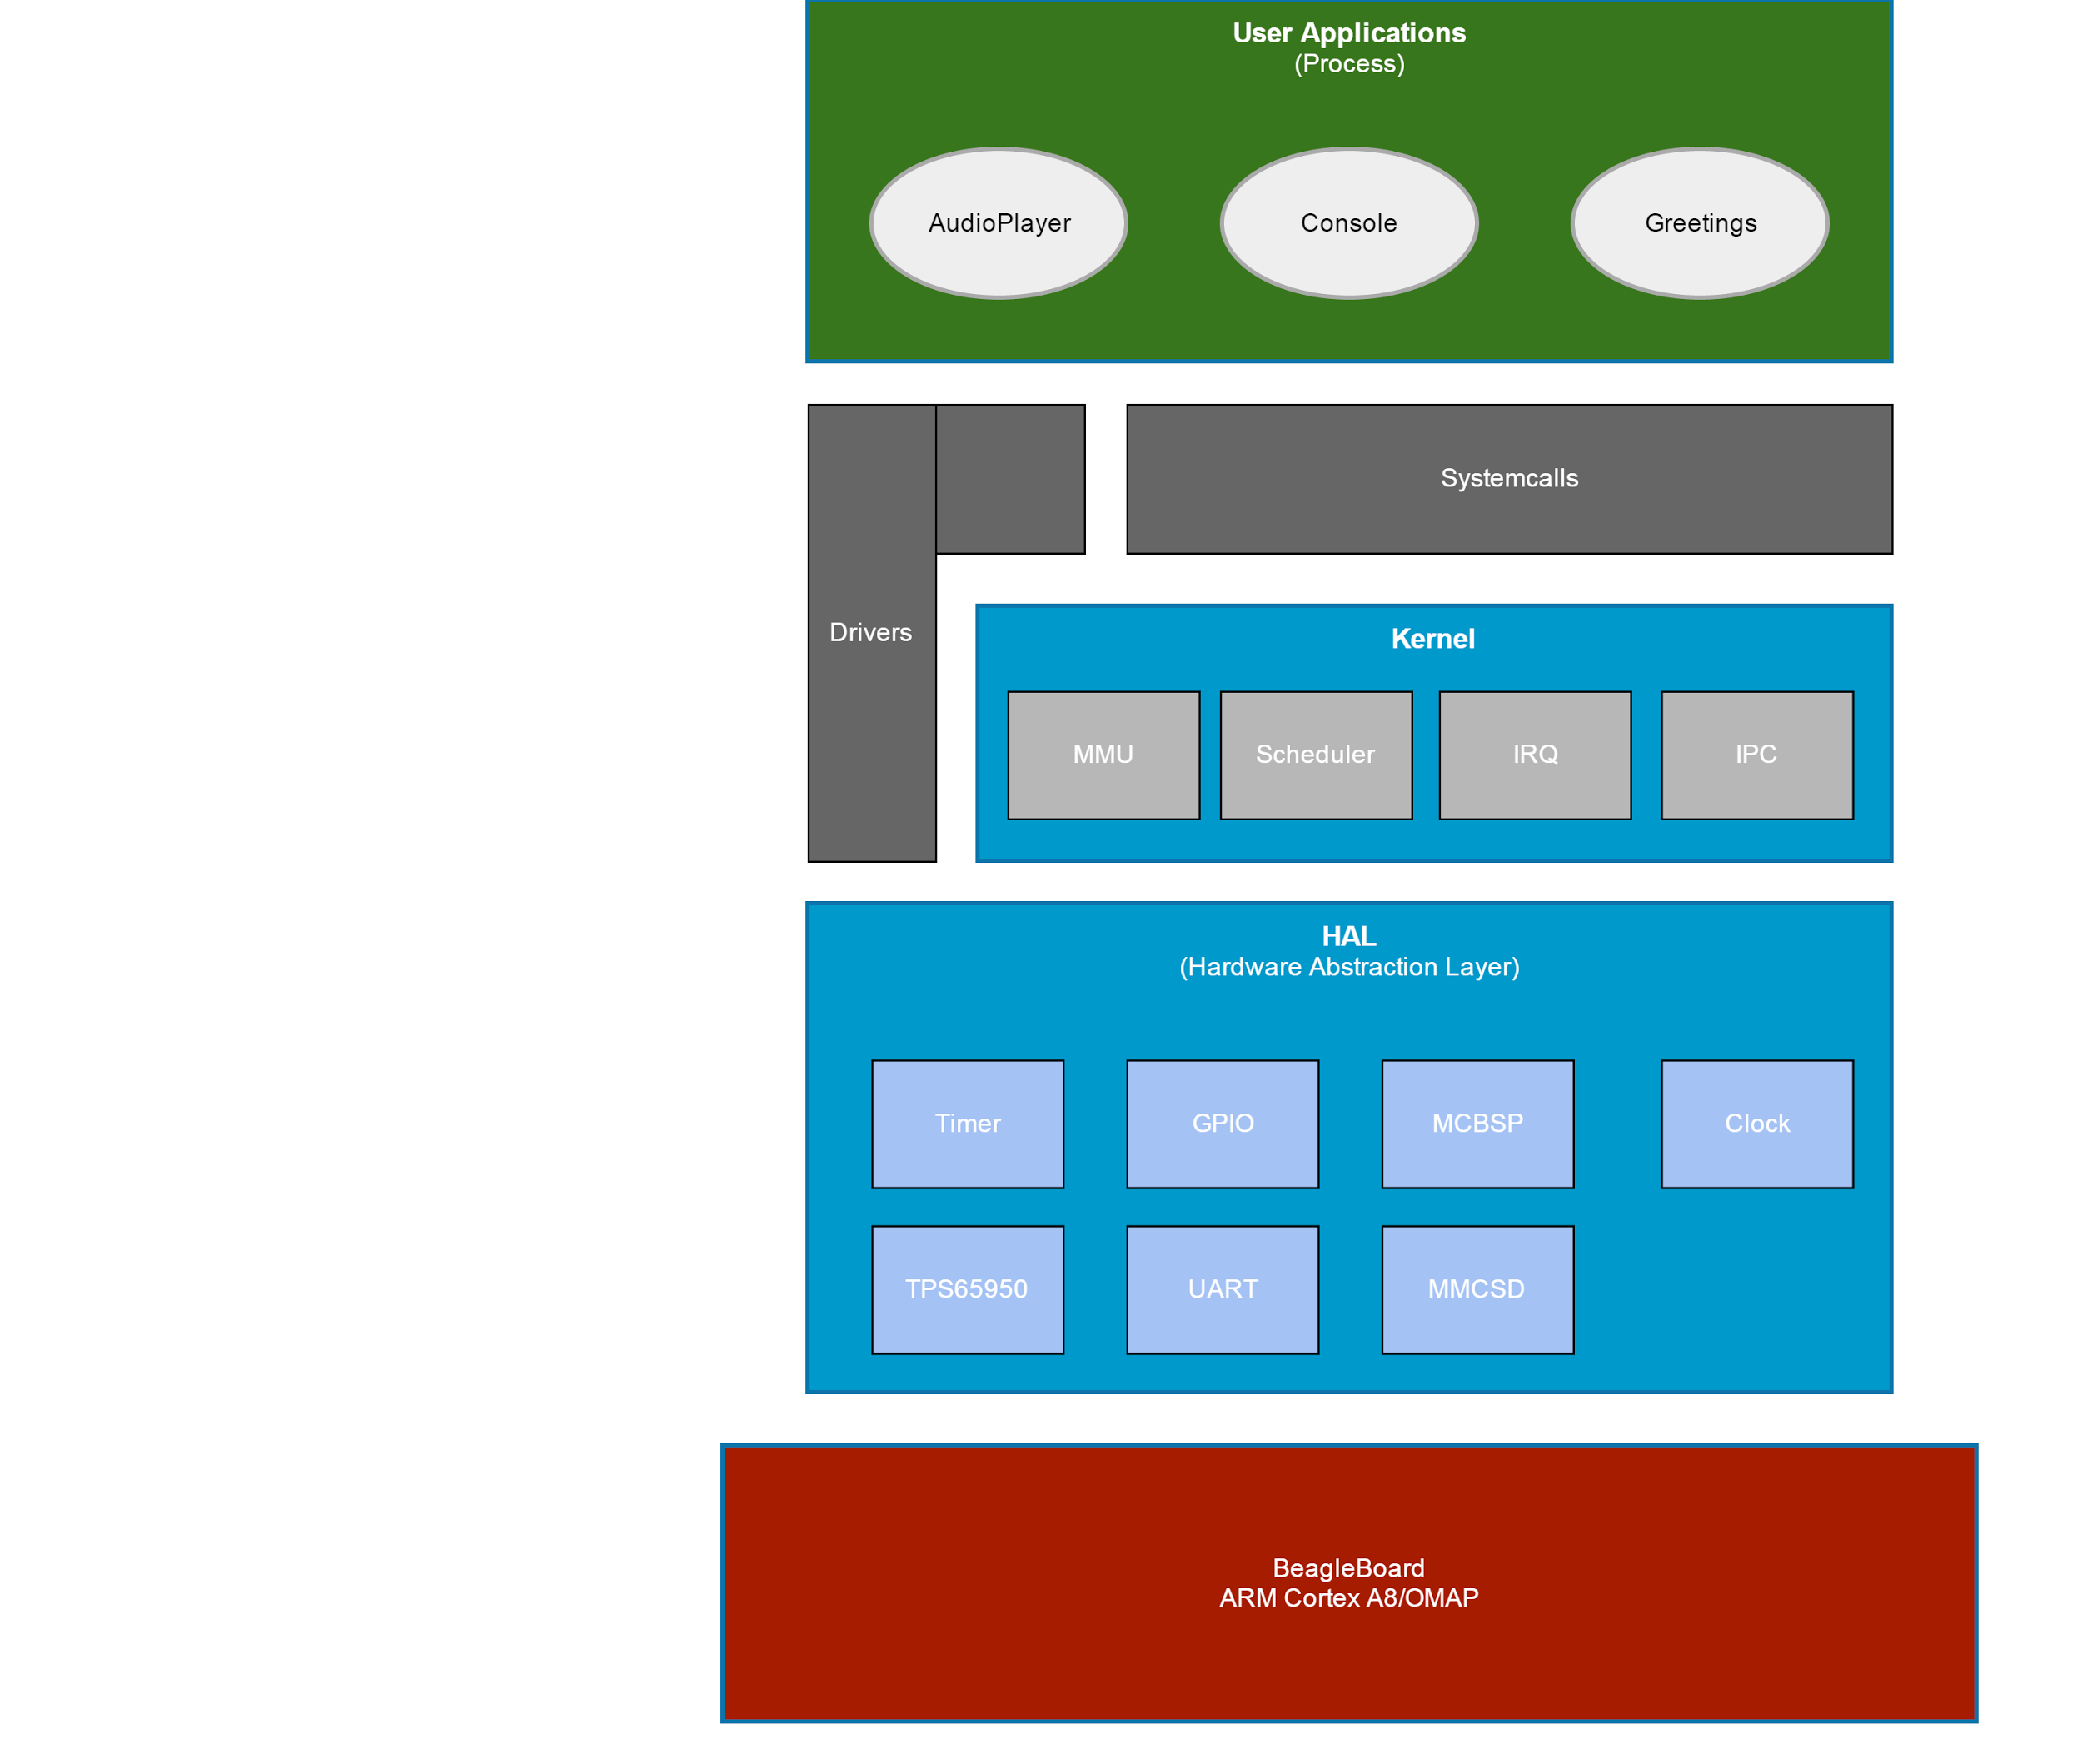 User Applications
(Process)
AudioPlayer
Console
Greetings
Systemcalls
Drivers
Kernel
MMU
Scheduler
IRQ
IPC
HAL
(Hardware Abstraction Layer)
Timer
GPIO
MCBSP
Clock
TPS65950
UART
MMCSD
BeagleBoard
ARM Cortex A8/OMAP